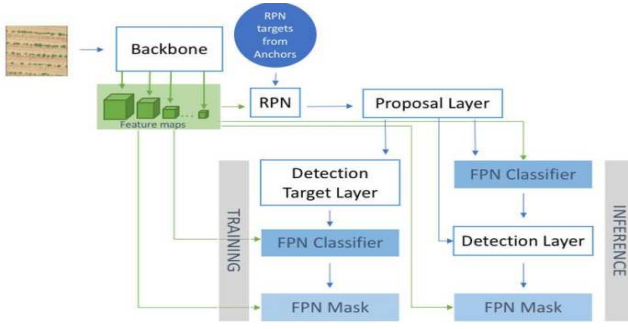 RPN
targets
from
Anchors
Backbone
RPN
Proposal Layer
Feature maps
Detection
Target Layer
FPN Classifier
TRAINING
FPN Classifier
Detection Layer
INFERENCE
FPN Mask
FPN Mask